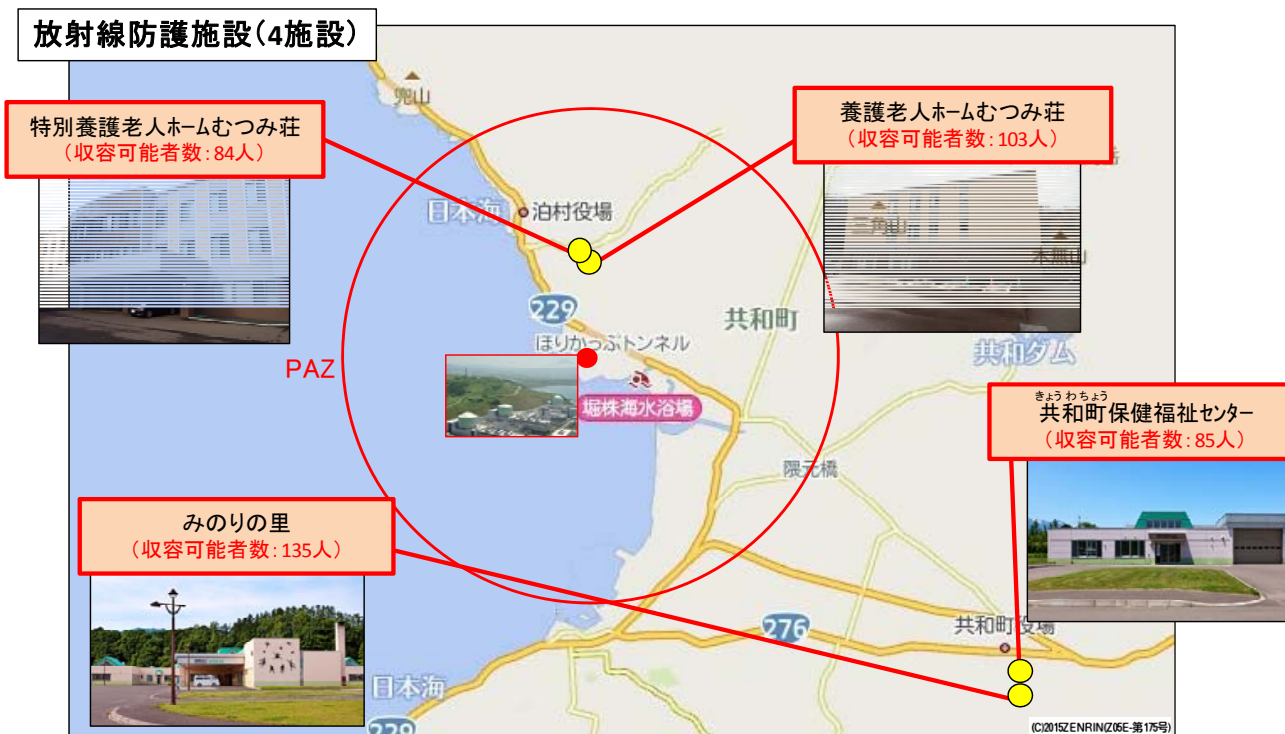 放射線防護施設(4施設)
兜山
特別養護老人ホームむつみ荘
(収容可能者数:84人)
養護老人ホームむつみ荘
(収容可能者数:103人)
岳
日本海
泊村役場
三角山
木無山
229
共和町
ほりかっぷトンネル
共和ダム
PAZ
堀株海水浴場
きょうわちょう
共和町保健福祉センター
(収容可能者数:85人)
隈元橋
みのりの里
(収容可能者数:135人)
276
共和町役場
日本海
229
(C)2015ZENRIN(Z05E-第175号)